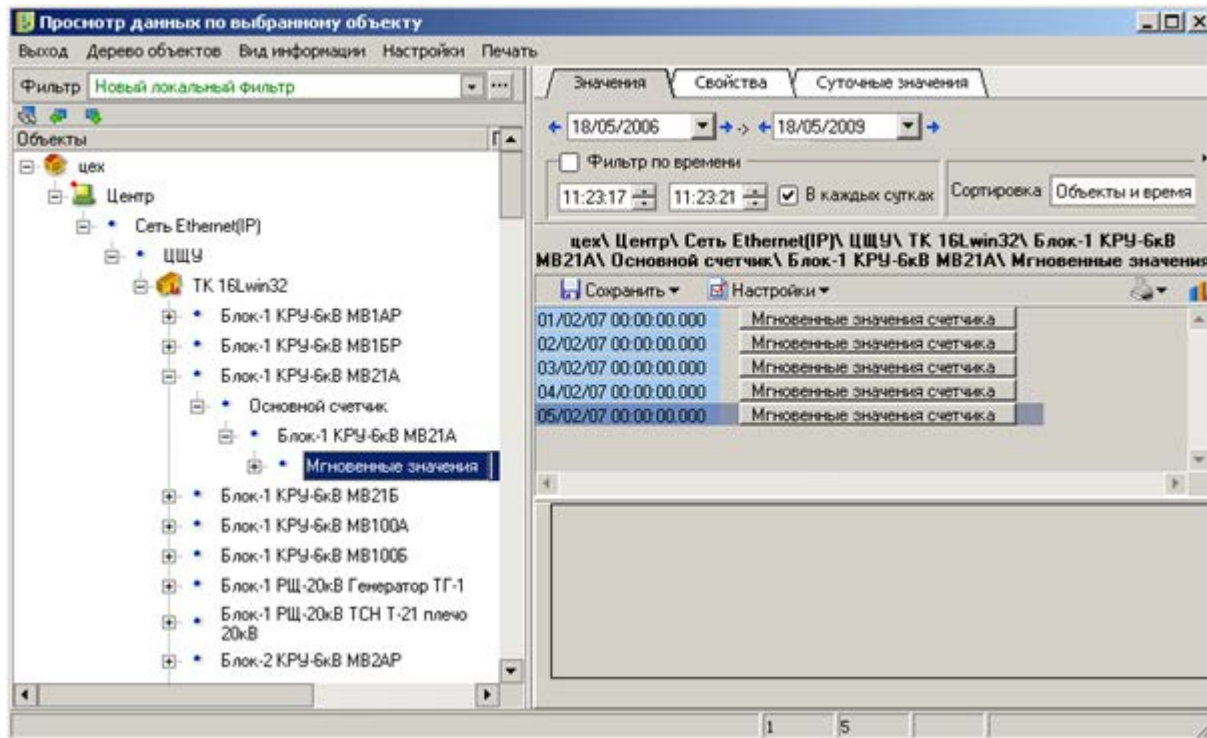 Просмотр данных по выбранному объекту
Выход Дерево объектов Вид информации Настройки Печать
Фильтр Новый локальный фильтр
Объекты
цех
Центр
Сеть Ethernet(IP)
ЦЩУ
ТК 16Lwin32
Блок-1 КРУ-6кВ МВ1АР
Блок-1 КРУ-6кВ МВ1БР
Блок-1 КРУ-6кВ МВ21А
Основной счетчик
Блок-1 КРУ-6кВ МВ21А
Мгновенные значения
Блок-1 КРУ-6кВ МВ21Б
Блок-1 КРУ-6кВ МВ100А
Блок-1 КРУ-6кВ МВ100Б
Блок-1 РЩ-20кВ Генератор ТГ-1
Блок-1 РЩ-20кВ ТСН Т-21 плечо
20кВ
Блок-2 КРУ-6кВ МВ2АР
Значения Свойства Суточные значения
18/05/2006 -> 18/05/2009
Фильтр по времени
11:23:17 11:23:21 В каждых сутках Сортировка Объекты и время
цех\ Центр\ Сеть Ethernet(IP)\ ЦЩУ\ ТК 16Lwin32\ Блок-1 КРУ-6кВ
МВ21А\ Основной счетчик\ Блок-1 КРУ-6кВ МВ21А\ Мгновенные значения
Сохранить Настройки
01/02/07 00:00:00.000 Мгновенные значения счетчика
02/02/07 00:00:00.000 Мгновенные значения счетчика
03/02/07 00:00:00.000 Мгновенные значения счетчика
04/02/07 00:00:00.000 Мгновенные значения счетчика
05/02/07 00:00:00.000 Мгновенные значения счетчика
1 5